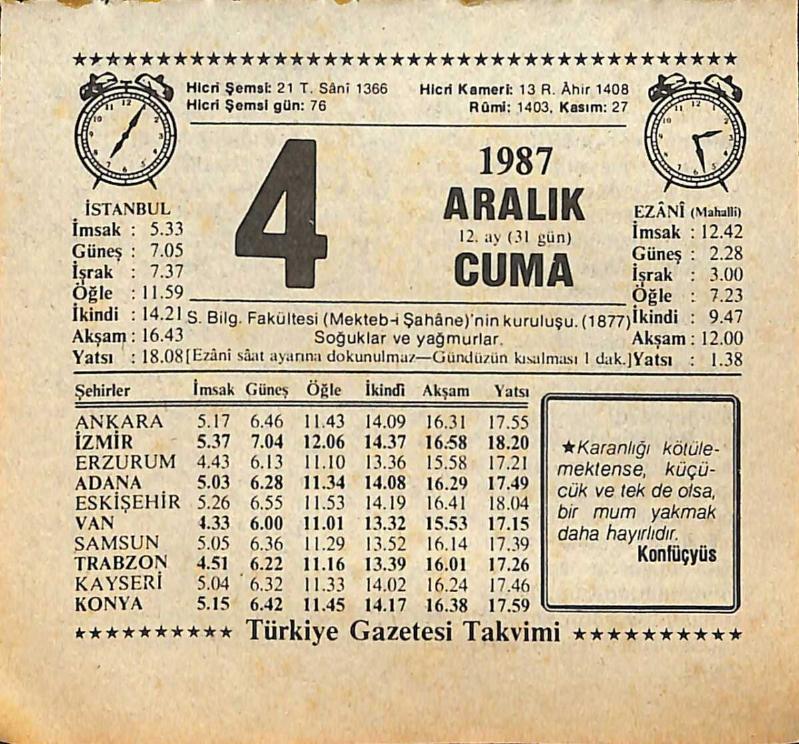 Hicri Şemsî: 21 T. Sânî 1366
Hicri Şemsî gün: 76
Hicrî Kamerî: 13 R. Âhır 1408
Rûmî: 1403, Kasım: 27
4
1987
ARALIK
12. ay (31 gün)
CUMA
İSTANBUL
İmsak : 5.33
Güneş : 7.05
İşrak : 7.37
Öğle : 11.59
İkindi : 14.21
Akşam : 16.43
Yatsı : 18.08
EZÂNÎ (Mahallî)
İmsak : 12.42
Güneş : 2.28
İşrak : 3.00
Öğle : 7.23
İkindi : 9.47
Akşam : 12.00
Yatsı : 1.38
S. Bilg. Fakültesi (Mekteb-i Şahâne)'nin kuruluşu. (1877)
Soğuklar ve yağmurlar.
[Ezânî sâat ayarına dokunulmaz—Gündüzün kısalması 1 dak.]
Şehirler İmsak Güneş Öğle İkindi Akşam Yatsı
ANKARA 5.17 6.46 11.43 14.09 16.31 17.55
İZMİR 5.37 7.04 12.06 14.37 16.58 18.20
ERZURUM 4.43 6.13 11.10 13.36 15.58 17.21
ADANA 5.03 6.28 11.34 14.08 16.29 17.49
ESKİŞEHİR 5.26 6.55 11.53 14.19 16.41 18.04
VAN 4.33 6.00 11.01 13.32 15.53 17.15
SAMSUN 5.05 6.36 11.29 13.52 16.14 17.39
TRABZON 4.51 6.22 11.16 13.39 16.01 17.26
KAYSERİ 5.04 6.32 11.33 14.02 16.24 17.46
KONYA 5.15 6.42 11.45 14.17 16.38 17.59
★Karanlığı kötüle-
mektense, küçü-
cük ve tek de olsa,
bir mum yakmak
daha hayırlıdır.
Konfüçyüs
Türkiye Gazetesi Takvimi